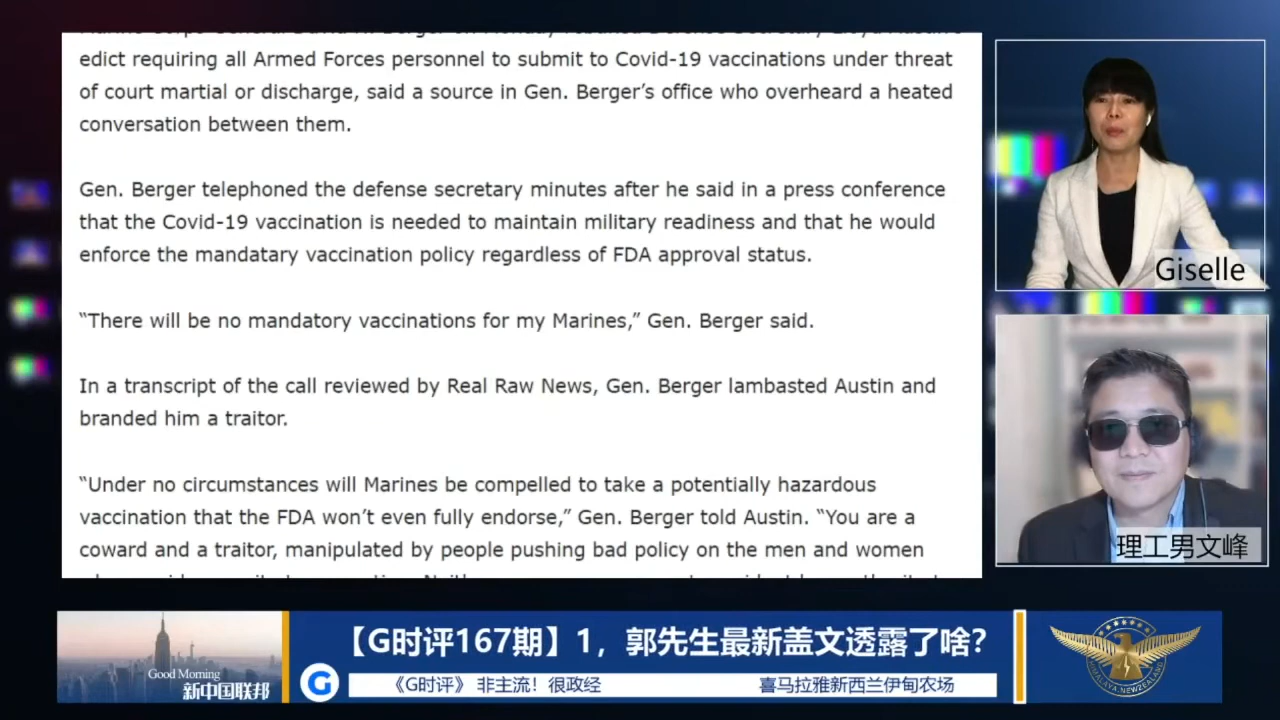 edict requiring all Armed Forces personnel to submit to Covid-19 vaccinations under threat
of court martial or discharge, said a source in Gen. Berger’s office who overheard a heated
conversation between them.
Gen. Berger telephoned the defense secretary minutes after he said in a press conference
that the Covid-19 vaccination is needed to maintain military readiness and that he would
enforce the mandatary vaccination policy regardless of FDA approval status.
“There will be no mandatory vaccinations for my Marines,” Gen. Berger said.
In a transcript of the call reviewed by Real Raw News, Gen. Berger lambasted Austin and
branded him a traitor.
“Under no circumstances will Marines be compelled to take a potentially hazardous
vaccination that the FDA won’t even fully endorse,” Gen. Berger told Austin. “You are a
coward and a traitor, manipulated by people pushing bad policy on the men and women
Giselle
理工男文峰
Good Morning
新中国联邦
【G时评167期】1，郭先生最新盖文透露了啥？
G
《G时评》 非主流！很政经
喜马拉雅新西兰伊甸农场
HIMALAYA.NEWZEALAND